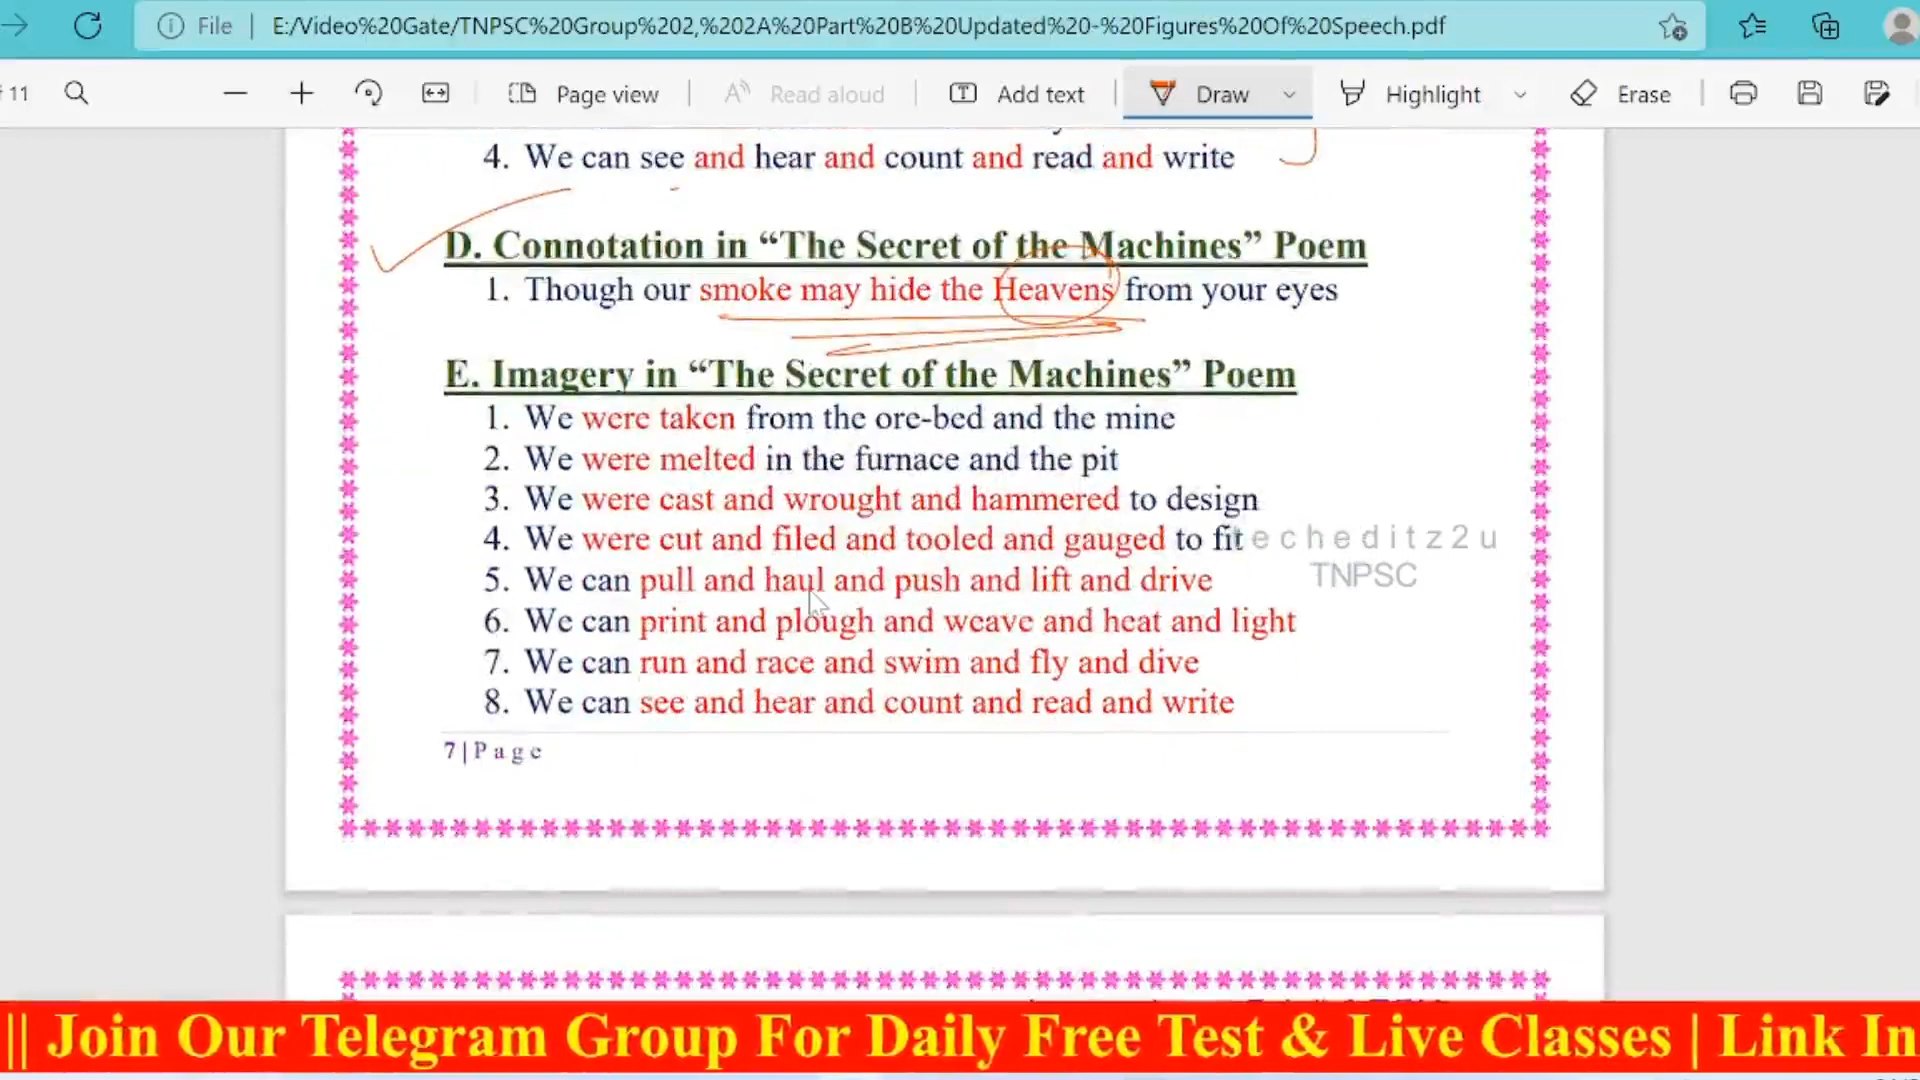 File | E:/Video%20Gate/TNPSC%20Group%202,%202A%20Part%20B%20Updated%20-%20Figures%20Of%20Speech.pdf
11
Page view
Read aloud
Add text
Draw
Highlight
Erase
4. We can see and hear and count and read and write
D. Connotation in “The Secret of the Machines” Poem
1. Though our smoke may hide the Heavens from your eyes
E. Imagery in “The Secret of the Machines” Poem
1. We were taken from the ore-bed and the mine
2. We were melted in the furnace and the pit
3. We were cast and wrought and hammered to design
4. We were cut and filed and tooled and gauged to fit
echeditz2u
TNPSC
5. We can pull and haul and push and lift and drive
6. We can print and plough and weave and heat and light
7. We can run and race and swim and fly and dive
8. We can see and hear and count and read and write
7 | P a g e
|| Join Our Telegram Group For Daily Free Test & Live Classes | Link In